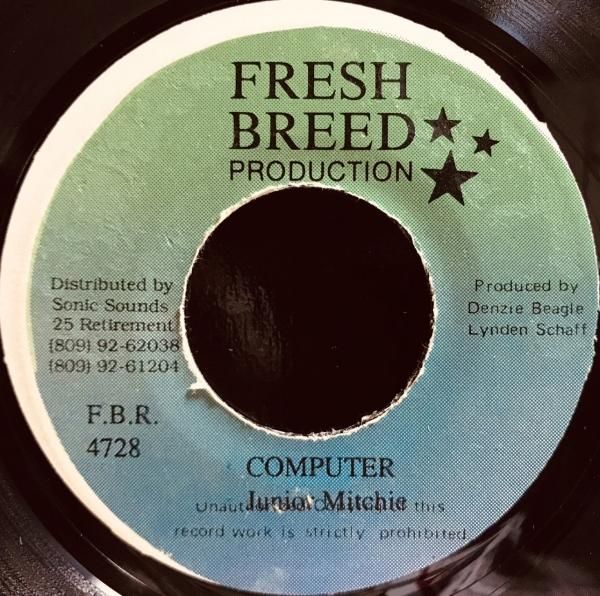 FRESH
BREED
PRODUCTION
Distributed by
Sonic Sounds
25 Retirement
(809) 92-62038
(809) 92-61204
Produced by
Denzie Beagle
Lynden Schaff
F.B.R.
4728
COMPUTER
Junior Mitchie
this
record work is strictly prohibited